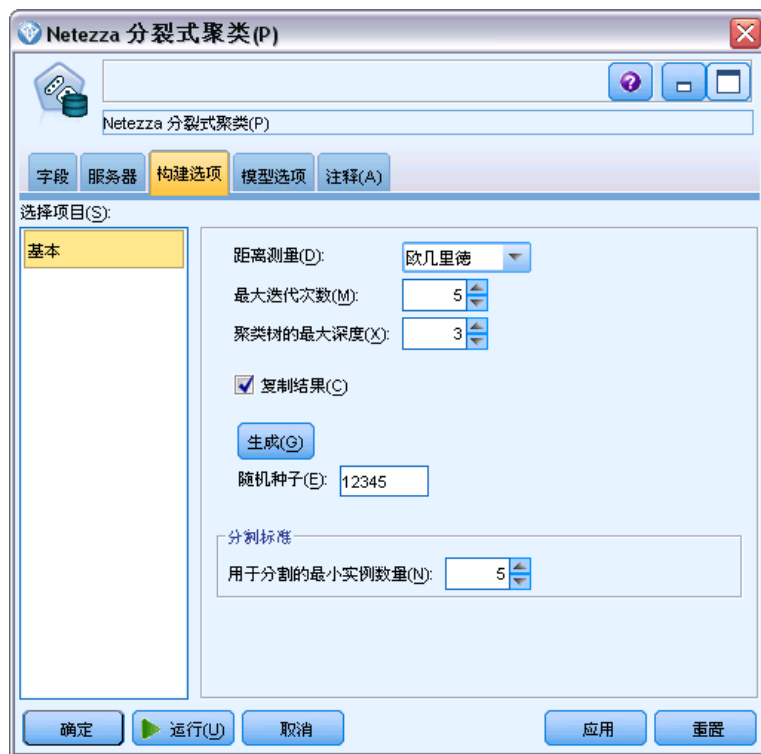 Netezza 分裂式聚类(P)
Netezza 分裂式聚类(P)
字段 服务器 构建选项 模型选项 注释(A)
选择项目(S):
基本
距离测量(D): 欧几里徳
最大迭代次数(M): 5
聚类树的最大深度(X): 3
复制结果(C)
生成(G)
随机种子(E): 12345
分割标准
用于分割的最小实例数量(N): 5
确定 运行(U) 取消 应用 重置